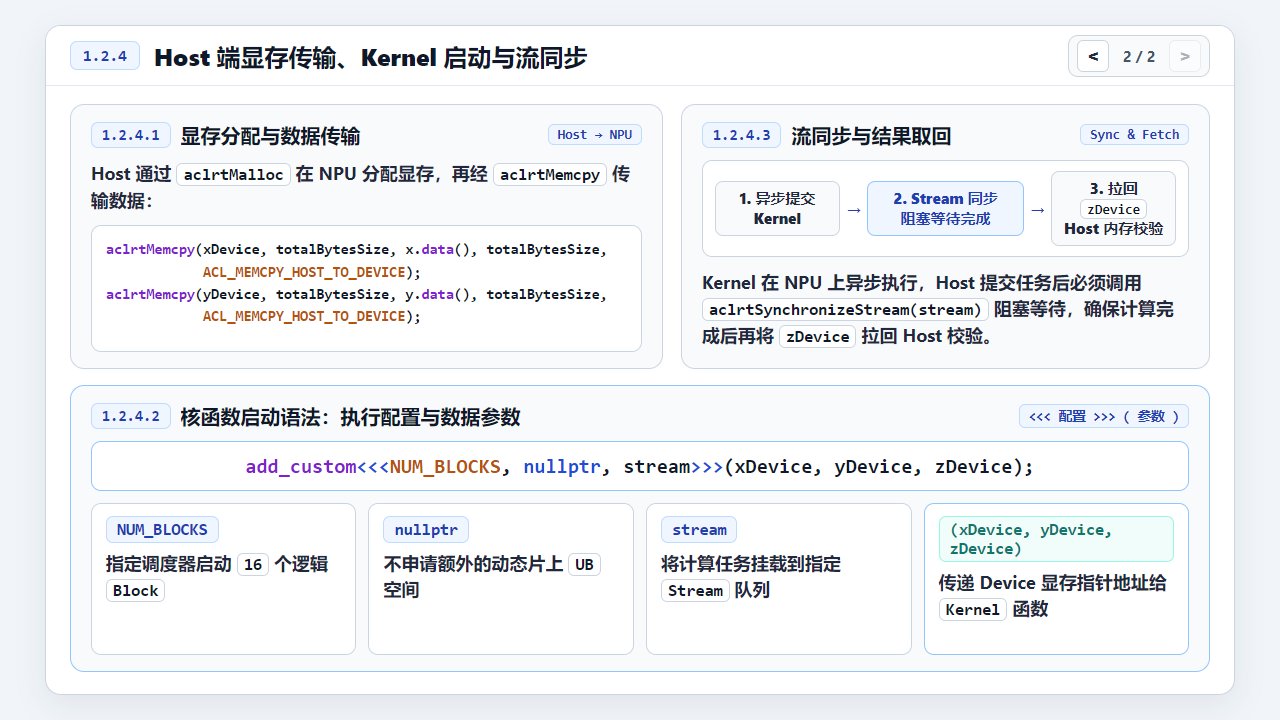 1.2.4 Host 端显存传输、Kernel 启动与流同步
< 2 / 2 >
1.2.4.1 显存分配与数据传输 Host → NPU
Host 通过 aclrtMalloc 在 NPU 分配显存，再经 aclrtMemcpy 传
输数据：
aclrtMemcpy(xDevice, totalBytesSize, x.data(), totalBytesSize,
ACL_MEMCPY_HOST_TO_DEVICE);
aclrtMemcpy(yDevice, totalBytesSize, y.data(), totalBytesSize,
ACL_MEMCPY_HOST_TO_DEVICE);
1.2.4.3 流同步与结果取回 Sync & Fetch
1. 异步提交
Kernel
→
2. Stream 同步
阻塞等待完成
→
3. 拉回
zDevice
Host 内存校验
Kernel 在 NPU 上异步执行，Host 提交任务后必须调用
aclrtSynchronizeStream(stream) 阻塞等待，确保计算完
成后再将 zDevice 拉回 Host 校验。
1.2.4.2 核函数启动语法：执行配置与数据参数 <<< 配置 >>> ( 参数 )
add_custom<<<NUM_BLOCKS, nullptr, stream>>>(xDevice, yDevice, zDevice);
NUM_BLOCKS
指定调度器启动 16 个逻辑
Block
nullptr
不申请额外的动态片上 UB
空间
stream
将计算任务挂载到指定
Stream 队列
(xDevice, yDevice,
zDevice)
传递 Device 显存指针地址给
Kernel 函数